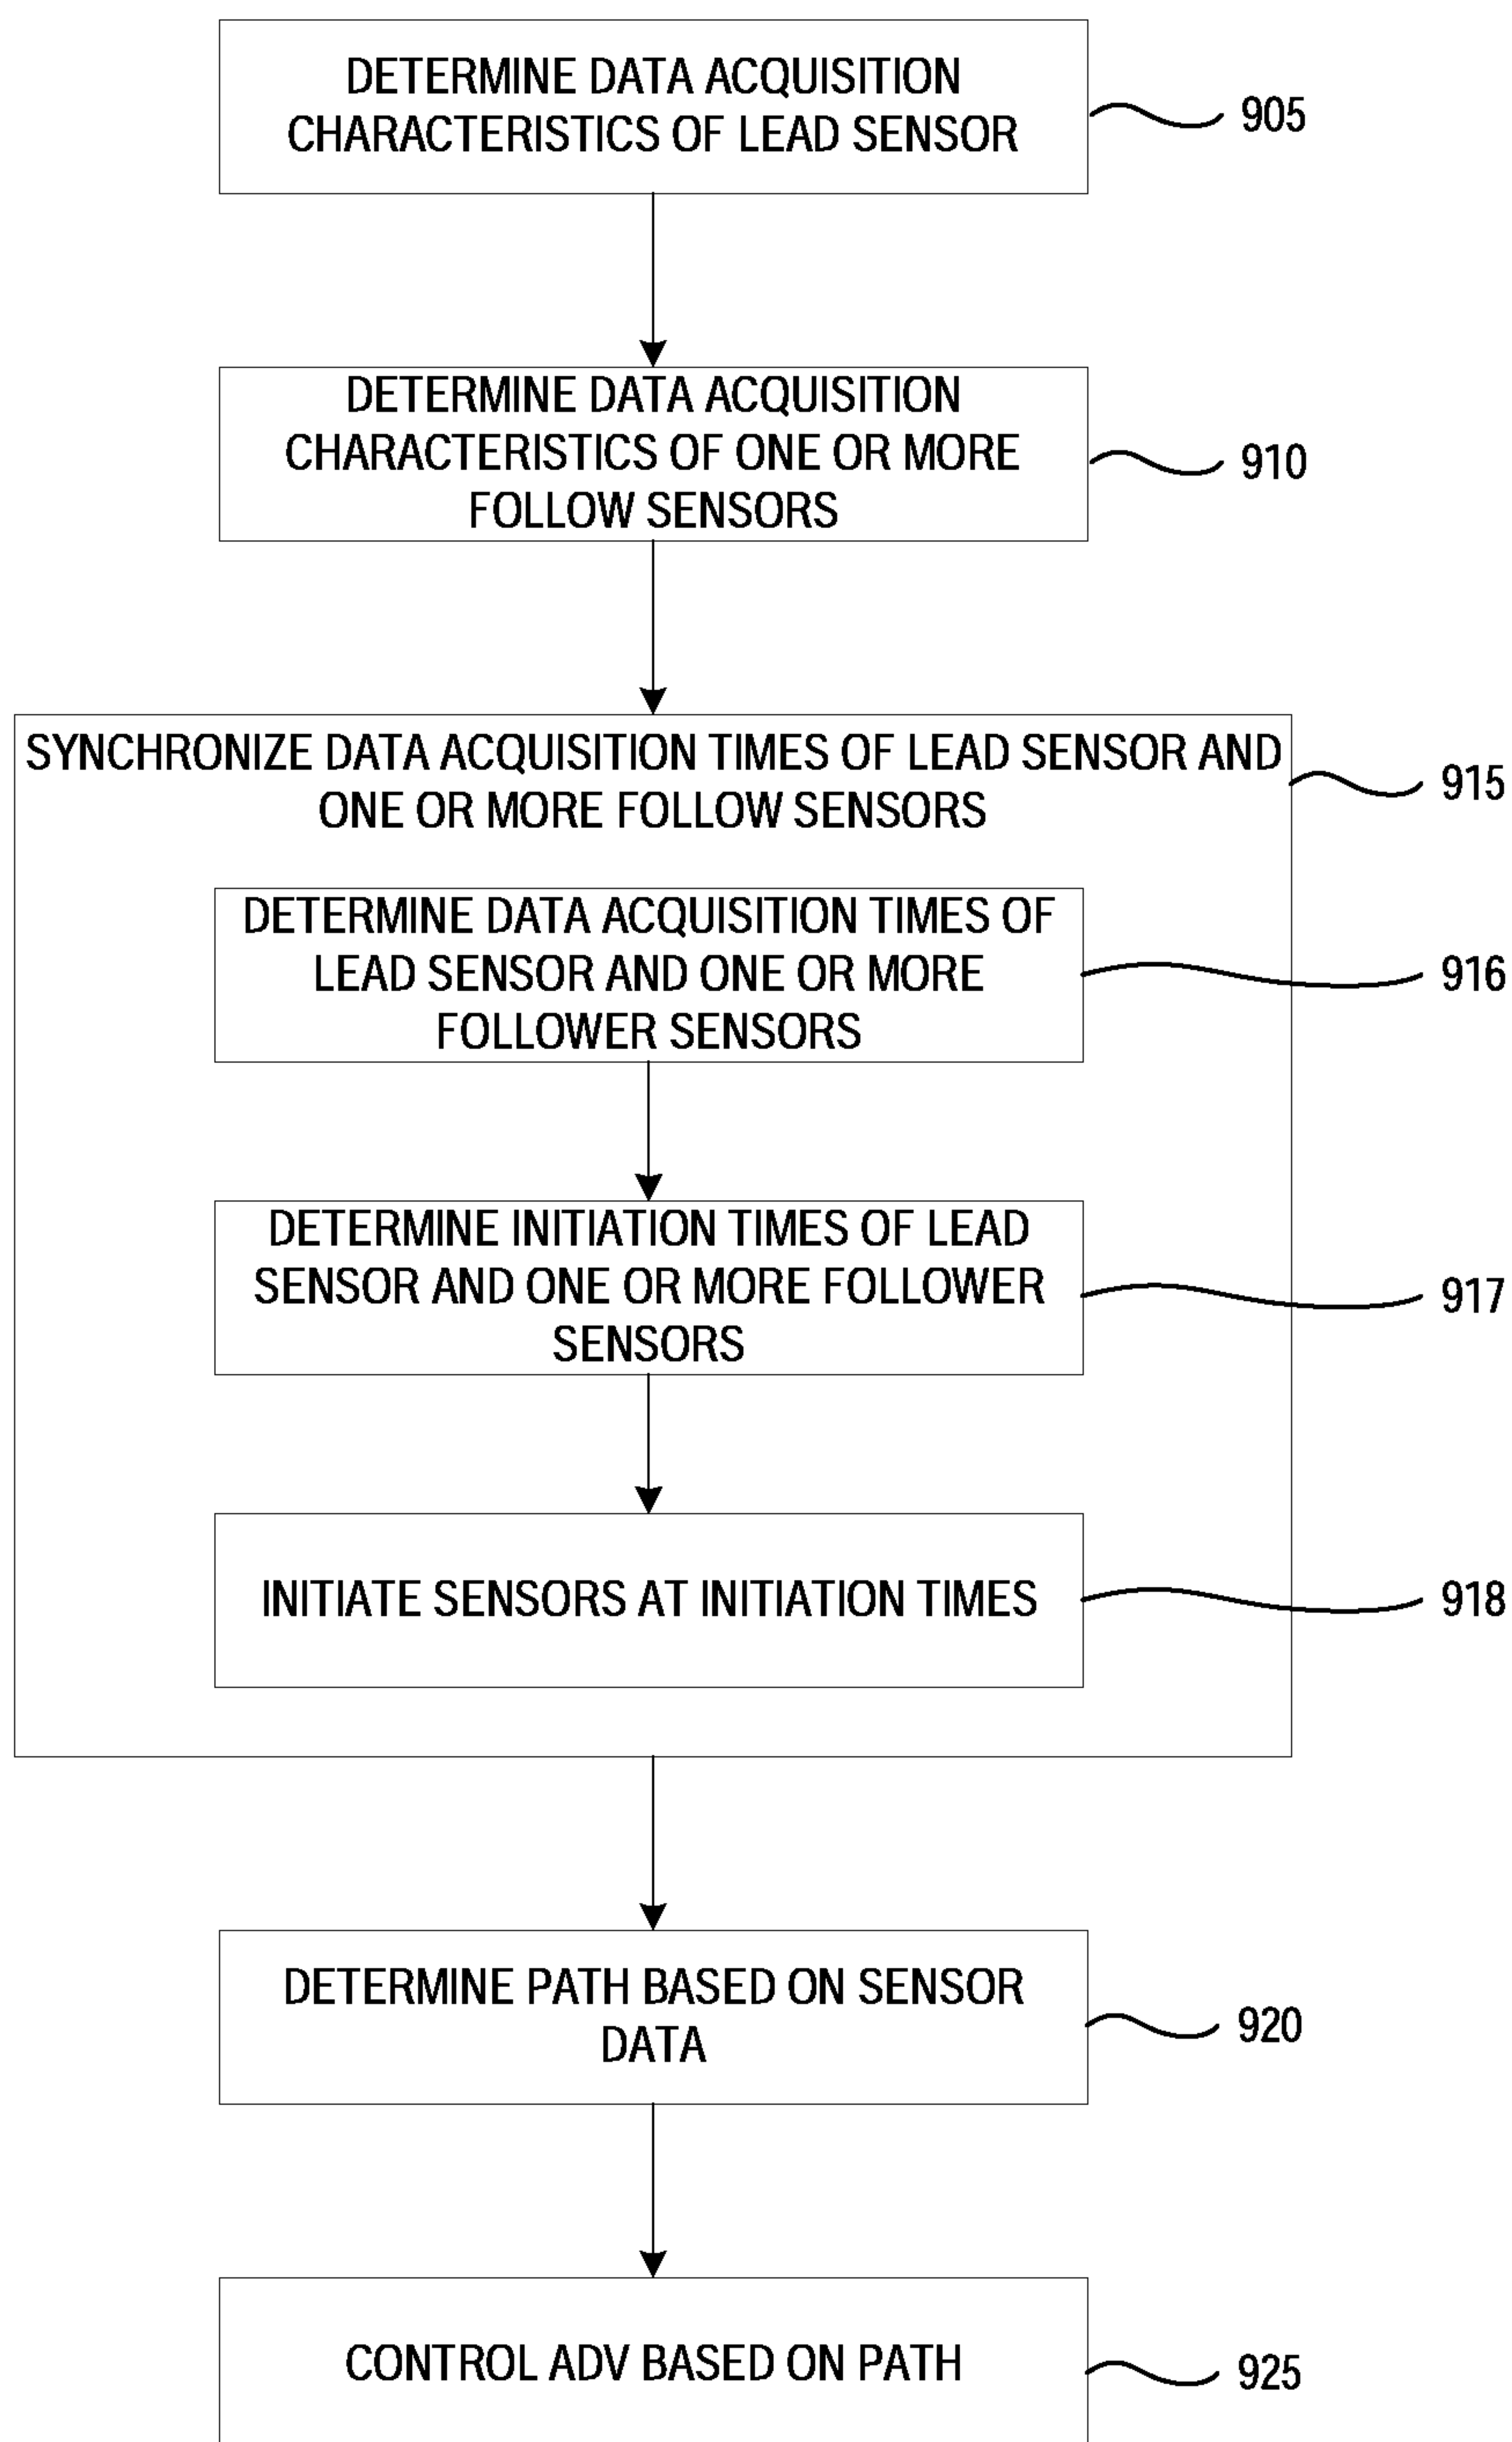 DETERMINE DATA ACQUISITION
CHARACTERISTICS OF LEAD SENSOR
905
DETERMINE DATA ACQUISITION
CHARACTERISTICS OF ONE OR MORE
FOLLOW SENSORS
910
SYNCHRONIZE DATA ACQUISITION TIMES OF LEAD SENSOR AND
ONE OR MORE FOLLOW SENSORS
915
DETERMINE DATA ACQUISITION TIMES OF
LEAD SENSOR AND ONE OR MORE
FOLLOWER SENSORS
916
DETERMINE INITIATION TIMES OF LEAD
SENSOR AND ONE OR MORE FOLLOWER
SENSORS
917
INITIATE SENSORS AT INITIATION TIMES
918
DETERMINE PATH BASED ON SENSOR
DATA
920
CONTROL ADV BASED ON PATH
925